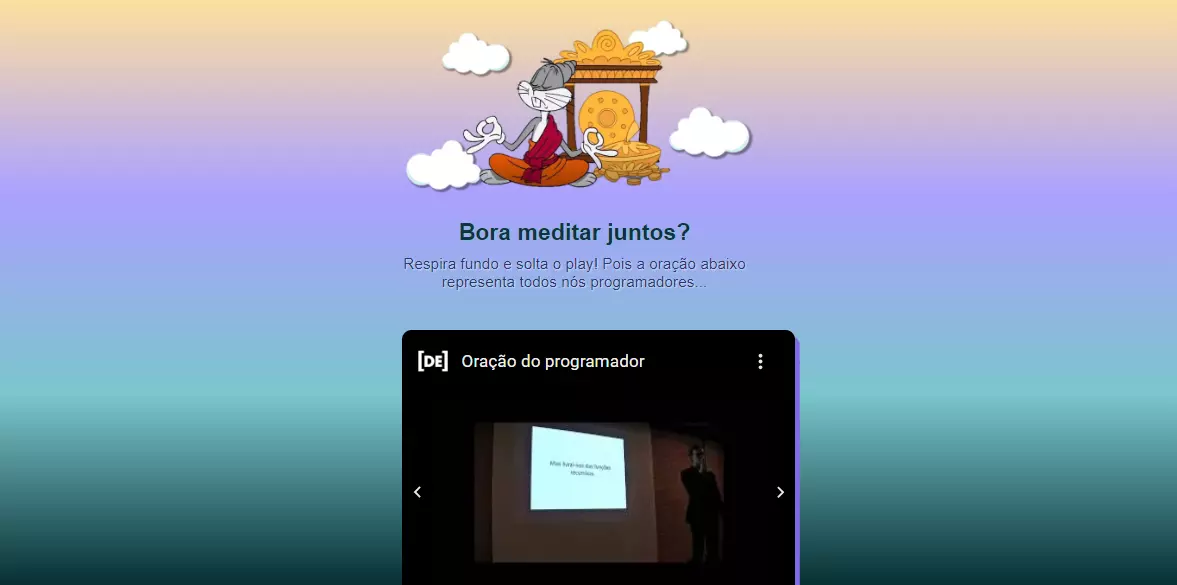 Bora meditar juntos?
Respira fundo e solta o play! Pois a oração abaixo
representa todos nós programadores...
[DE] Oração do programador
Mas livrai-nos das funções
recursivas